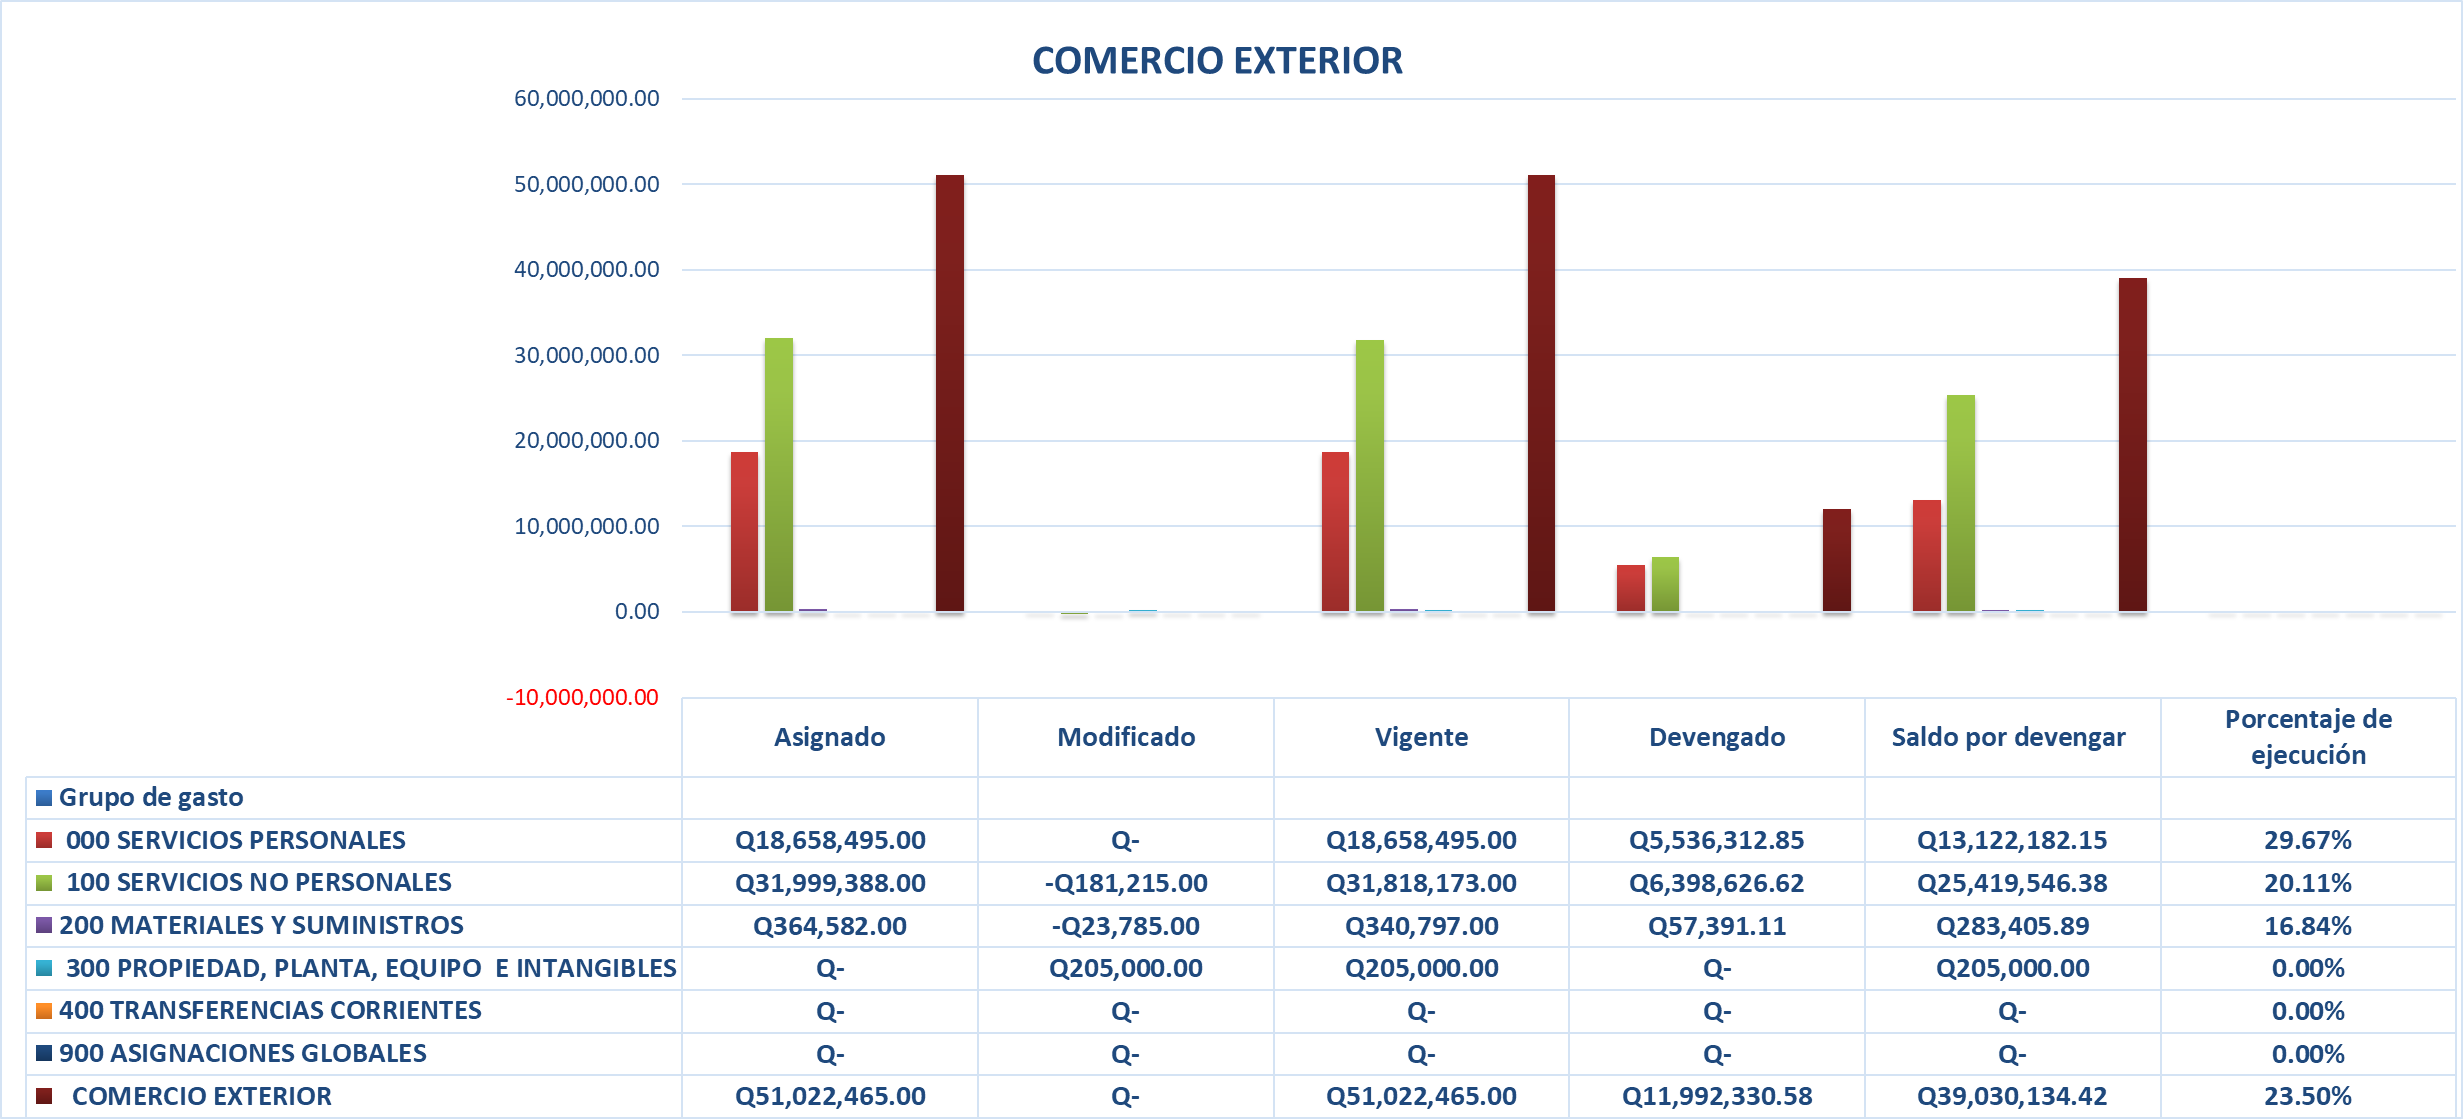 COMERCIO EXTERIOR
60,000,000.00
50,000,000.00
40,000,000.00
30,000,000.00
20,000,000.00
10,000,000.00
0.00
-10,000,000.00
Asignado Modificado Vigente Devengado Saldo por devengar Porcentaje de
ejecución
Grupo de gasto
000 SERVICIOS PERSONALES Q18,658,495.00 Q- Q18,658,495.00 Q5,536,312.85 Q13,122,182.15 29.67%
100 SERVICIOS NO PERSONALES Q31,999,388.00 -Q181,215.00 Q31,818,173.00 Q6,398,626.62 Q25,419,546.38 20.11%
200 MATERIALES Y SUMINISTROS Q364,582.00 -Q23,785.00 Q340,797.00 Q57,391.11 Q283,405.89 16.84%
300 PROPIEDAD, PLANTA, EQUIPO E INTANGIBLES Q- Q205,000.00 Q205,000.00 Q- Q205,000.00 0.00%
400 TRANSFERENCIAS CORRIENTES Q- Q- Q- Q- Q- 0.00%
900 ASIGNACIONES GLOBALES Q- Q- Q- Q- Q- 0.00%
COMERCIO EXTERIOR Q51,022,465.00 Q- Q51,022,465.00 Q11,992,330.58 Q39,030,134.42 23.50%